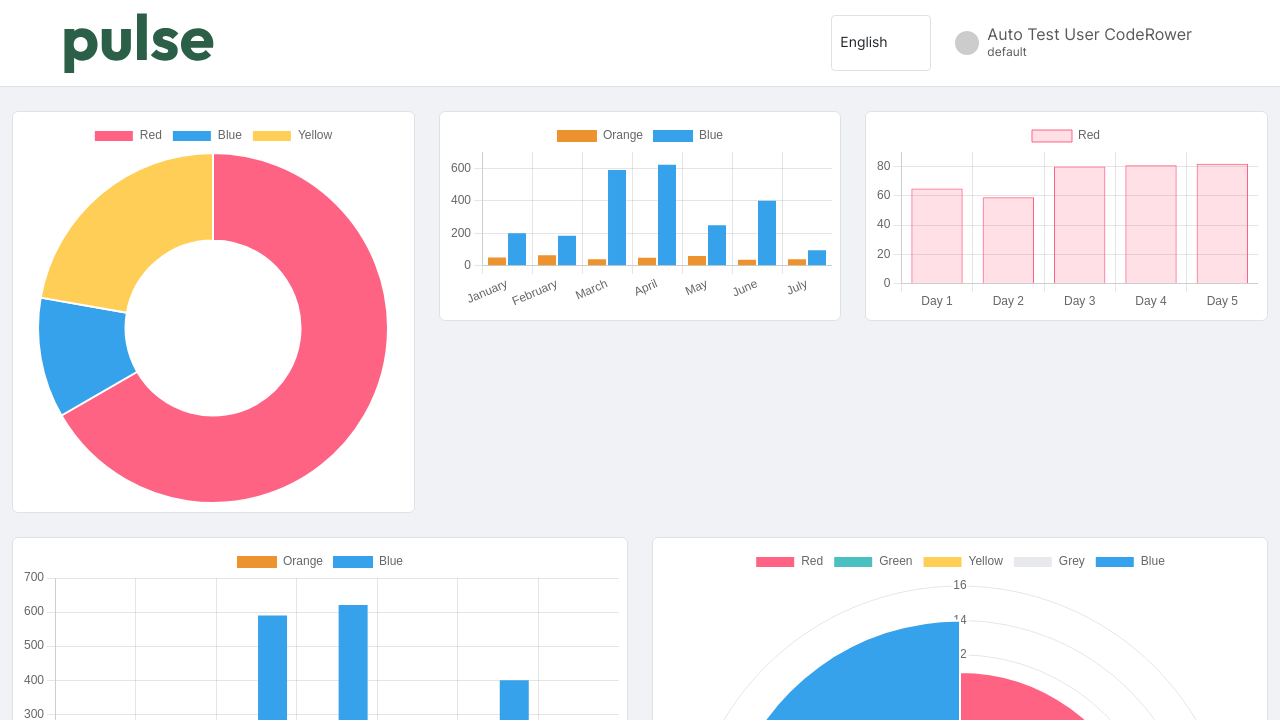 pulse
English
Auto Test User CodeRower
default
Red Blue Yellow
Orange Blue
600
400
200
0
January February March April May June July
Red
80
60
40
20
0
Day 1 Day 2 Day 3 Day 4 Day 5
Orange Blue
700
600
500
400
300
Red Green Yellow Grey Blue
16
14
2